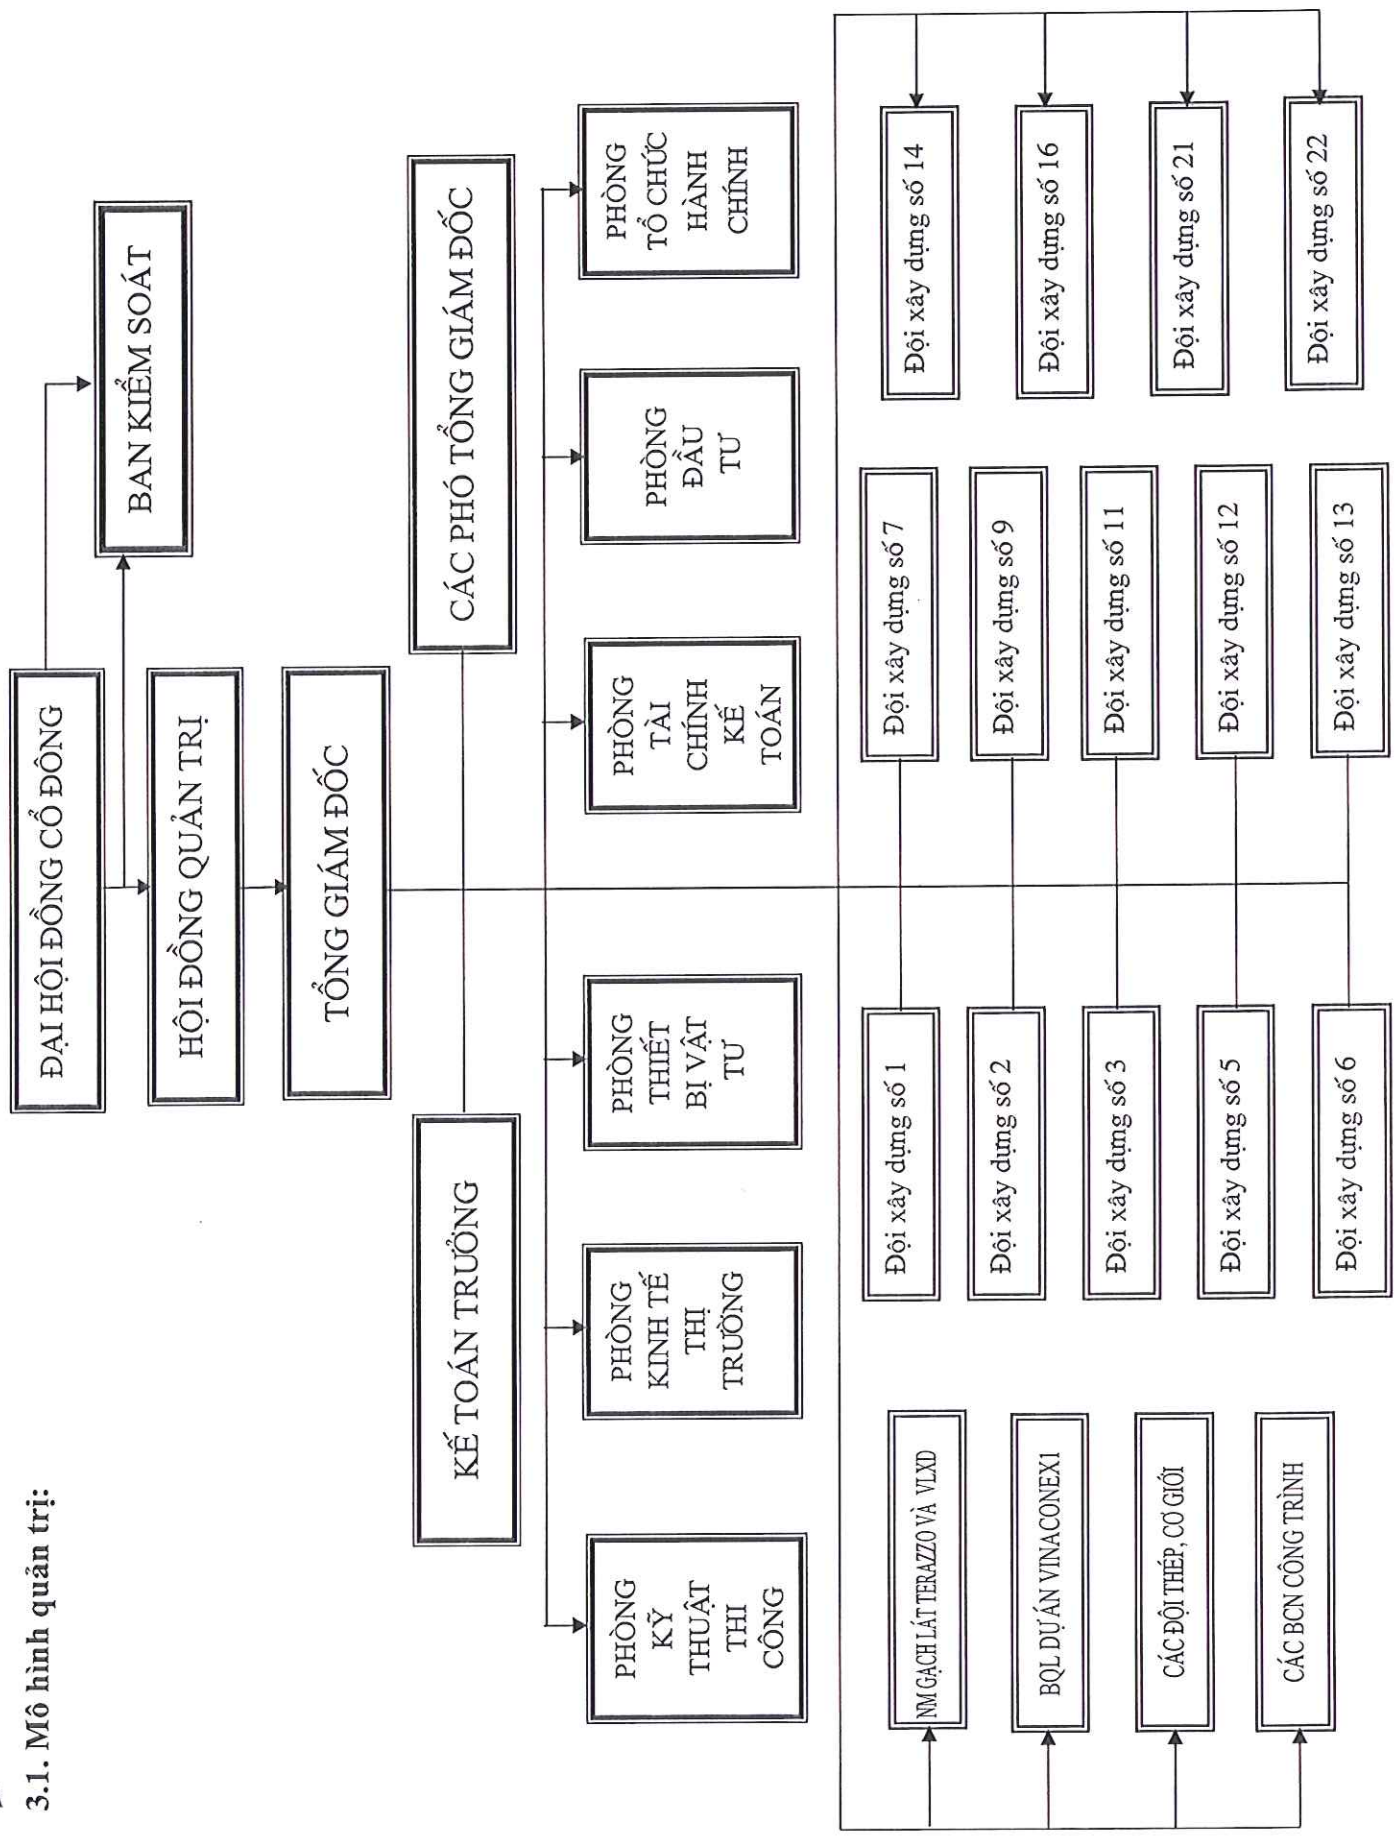 3.1. Mô hình quản trị:
ĐẠI HỘI ĐỒNG CỔ ĐÔNG
BAN KIỂM SOÁT
HỘI ĐỒNG QUẢN TRỊ
TỔNG GIÁM ĐỐC
KẾ TOÁN TRƯỞNG
CÁC PHÓ TỔNG GIÁM ĐỐC
PHÒNG
KỸ
THUẬT
THI
CÔNG
PHÒNG
KINH TẾ
THỊ
TRƯỜNG
PHÒNG
THIẾT
BỊ VẬT
TƯ
PHÒNG
TÀI
CHÍNH
KẾ
TOÁN
PHÒNG
ĐẦU
TƯ
PHÒNG
TỔ CHỨC
HÀNH
CHÍNH
NM GẠCH LÁT TERAZZO VÀ VLXD
BQL DỰ ÁN VINACONEX1
CÁC ĐỘI THÉP, CƠ GIỚI
CÁC BCN CÔNG TRÌNH
Đội xây dựng số 1
Đội xây dựng số 2
Đội xây dựng số 3
Đội xây dựng số 5
Đội xây dựng số 6
Đội xây dựng số 7
Đội xây dựng số 9
Đội xây dựng số 11
Đội xây dựng số 12
Đội xây dựng số 13
Đội xây dựng số 14
Đội xây dựng số 16
Đội xây dựng số 21
Đội xây dựng số 22